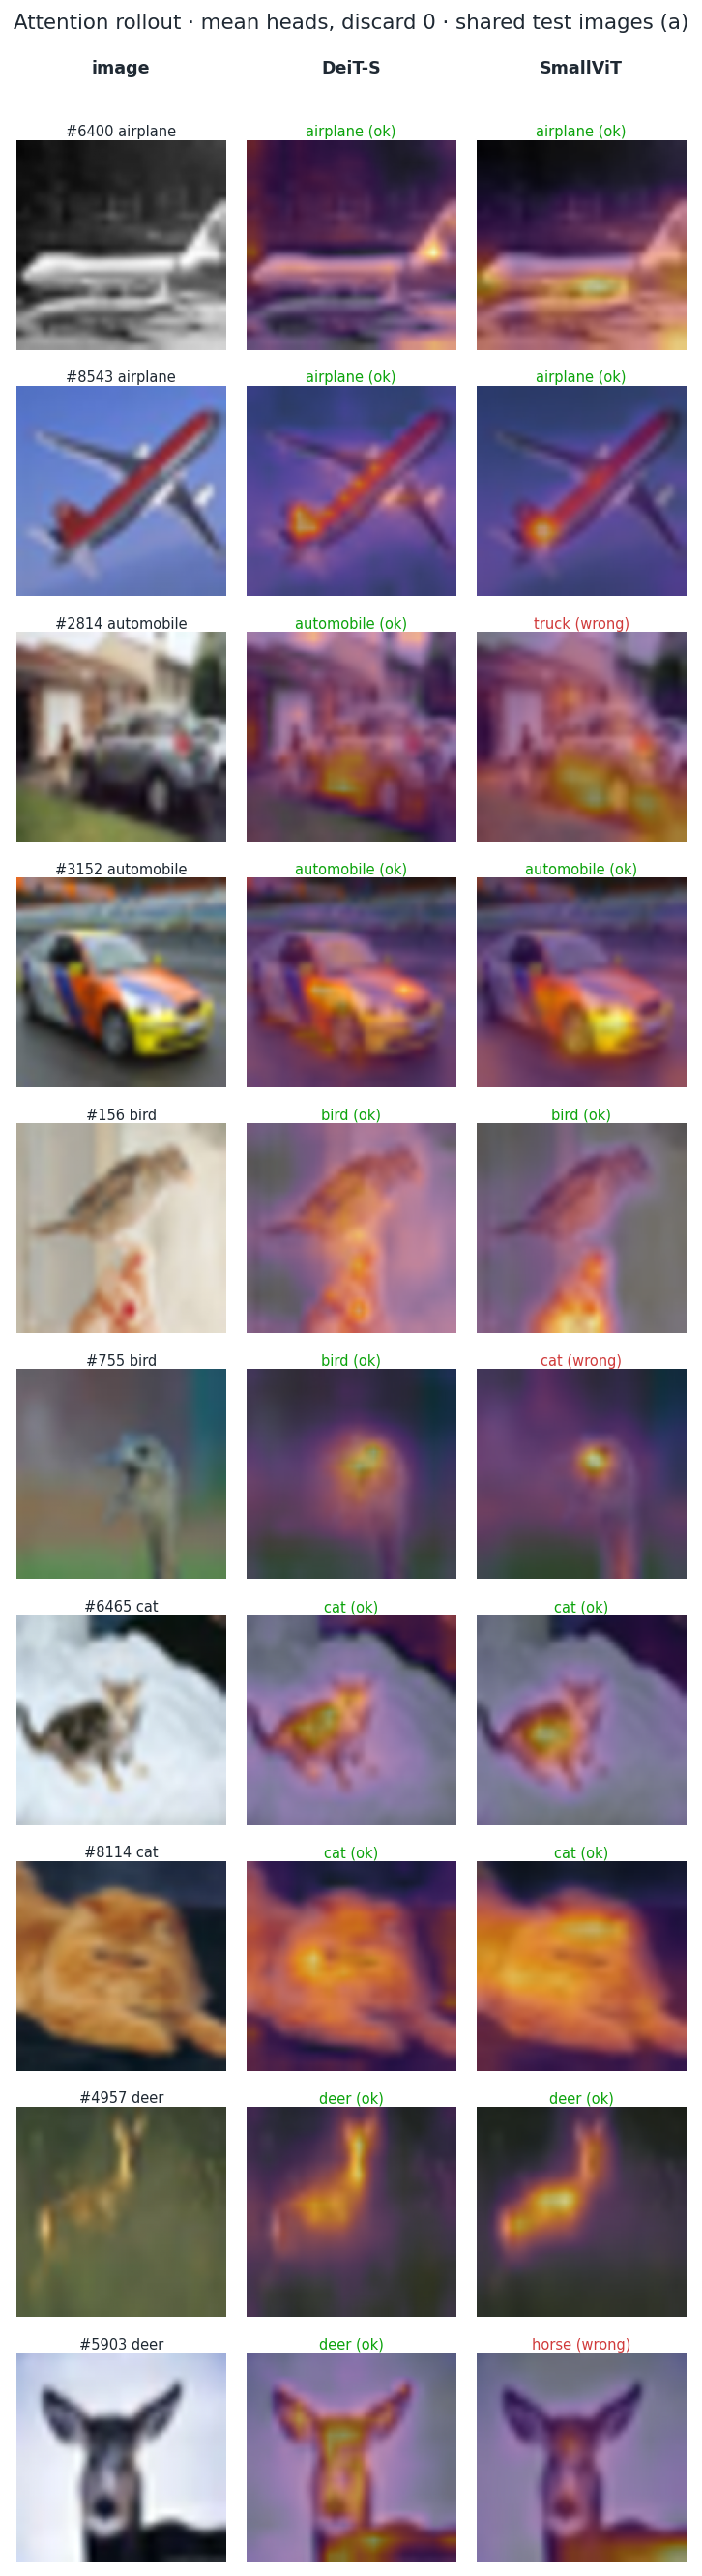 Attention rollout · mean heads, discard 0 · shared test images (a)
image DeiT-S SmallViT
#6400 airplane airplane (ok) airplane (ok)
#8543 airplane airplane (ok) airplane (ok)
#2814 automobile automobile (ok) truck (wrong)
#3152 automobile automobile (ok) automobile (ok)
#156 bird bird (ok) bird (ok)
#755 bird bird (ok) cat (wrong)
#6465 cat cat (ok) cat (ok)
#8114 cat cat (ok) cat (ok)
#4957 deer deer (ok) deer (ok)
#5903 deer deer (ok) horse (wrong)